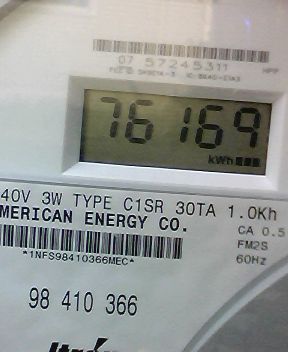 07 57245311
76169
kWh
40V 3W TYPE C1SR 30TA 1.0Kh
MERICAN ENERGY CO.
CA 0.5
FM2S
60Hz
*1NFS98410366MEC*
98 410 366
Itrón